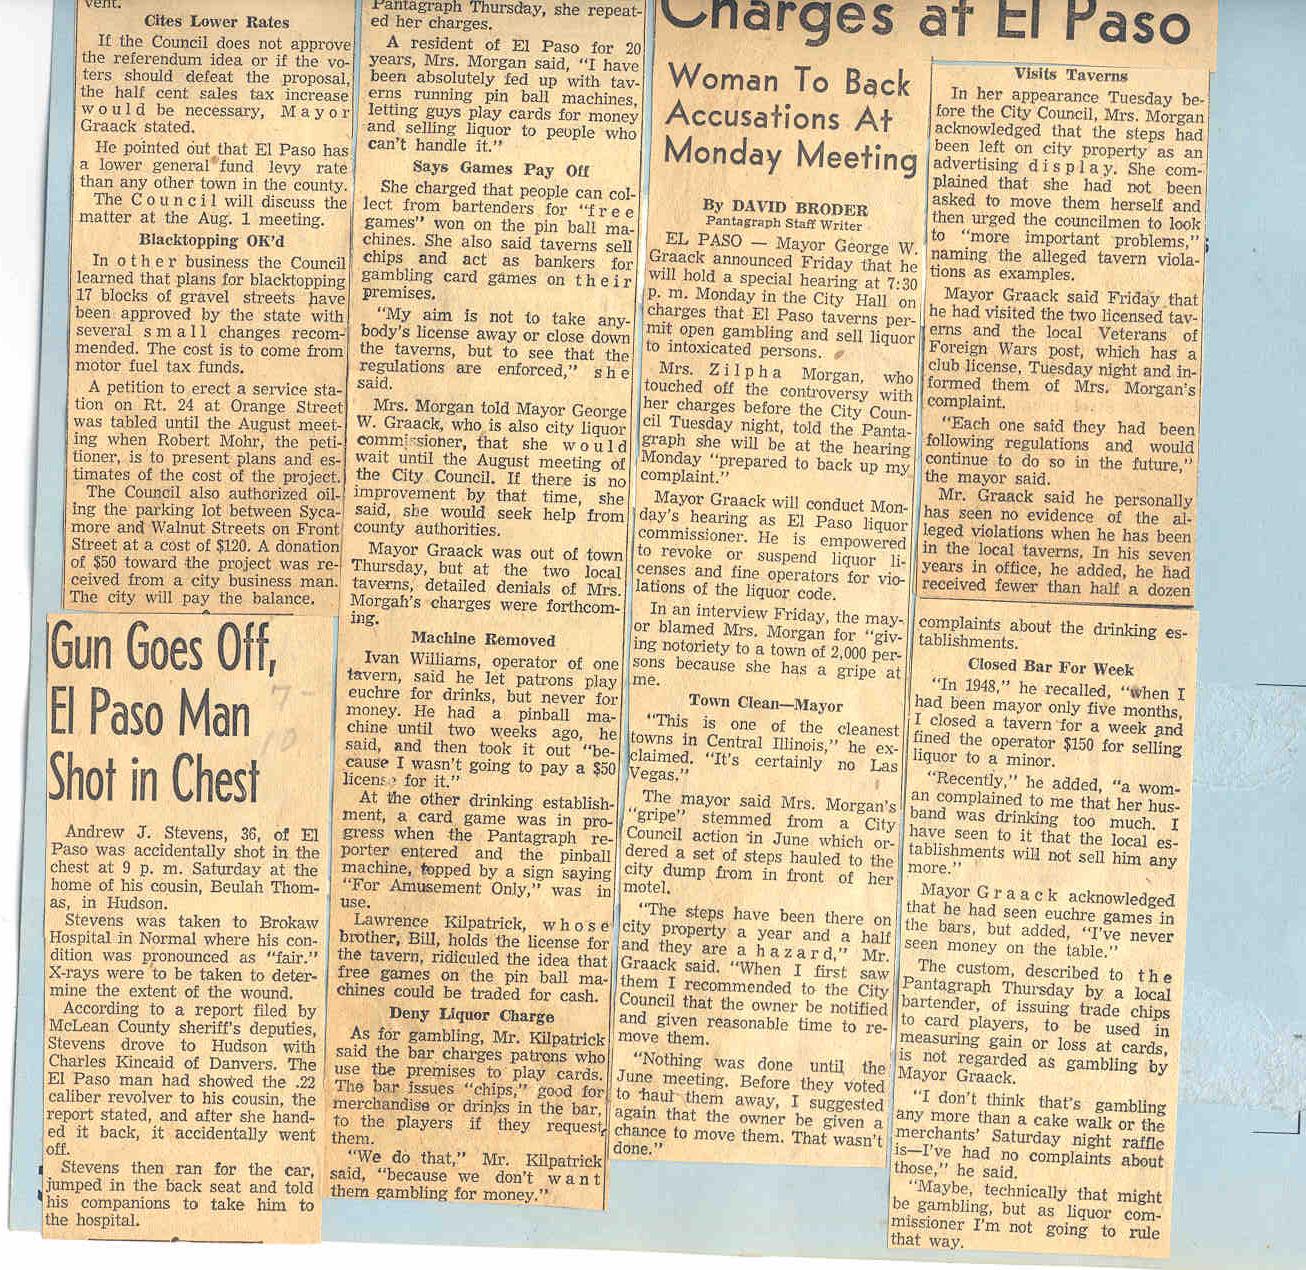 vent.
Cites Lower Rates
If the Council does not approve
the referendum idea or if the vo-
ters should defeat the proposal,
the half cent sales tax increase
would be necessary, Mayor
Graack stated.
He pointed out that El Paso has
a lower general fund levy rate
than any other town in the county.
The Council will discuss the
matter at the Aug. 1 meeting.
Blacktopping OK'd
In other business the Council
learned that plans for blacktopping
17 blocks of gravel streets have
been approved by the state with
several small changes recom-
mended. The cost is to come from
motor fuel tax funds.
A petition to erect a service sta-
tion on Rt. 24 at Orange Street
was tabled until the August meet-
ing when Robert Mohr, the peti-
tioner, is to present plans and es-
timates of the cost of the project.
The Council also authorized oil-
ing the parking lot between Syca-
more and Walnut Streets on Front
Street at a cost of $120. A donation
of $50 toward the project was re-
ceived from a city business man.
The city will pay the balance.
Gun Goes Off,
El Paso Man
Shot in Chest
7-
10
Andrew J. Stevens, 36, of El
Paso was accidentally shot in the
chest at 9 p. m. Saturday at the
home of his cousin, Beulah Thom-
as, in Hudson.
Stevens was taken to Brokaw
Hospital in Normal where his con-
dition was pronounced as "fair."
X-rays were to be taken to deter-
mine the extent of the wound.
According to a report filed by
McLean County sheriff's deputies,
Stevens drove to Hudson with
Charles Kincaid of Danvers. The
El Paso man had showed the .22
caliber revolver to his cousin, the
report stated, and after she hand-
ed it back, it accidentally went
off.
Stevens then ran for the car,
jumped in the back seat and told
his companions to take him to
the hospital.
Pantagraph Thursday, she repeat-
ed her charges.
A resident of El Paso for 20
years, Mrs. Morgan said, "I have
been absolutely fed up with tav-
erns running pin ball machines,
letting guys play cards for money
and selling liquor to people who
can't handle it."
Says Games Pay Off
She charged that people can col-
lect from bartenders for "free
games" won on the pin ball ma-
chines. She also said taverns sell
chips and act as bankers for
gambling card games on their
premises.
"My aim is not to take any-
body's license away or close down
the taverns, but to see that the
regulations are enforced," she
said.
Mrs. Morgan told Mayor George
W. Graack, who is also city liquor
commissioner, that she would
wait until the August meeting of
the City Council. If there is no
improvement by that time, she
said, she would seek help from
county authorities.
Mayor Graack was out of town
Thursday, but at the two local
taverns, detailed denials of Mrs.
Morgan's charges were forthcom-
ing.
Machine Removed
Ivan Williams, operator of one
tavern, said he let patrons play
euchre for drinks, but never for
money. He had a pinball ma-
chine until two weeks ago, he
said, and then took it out "be-
cause I wasn't going to pay a $50
license for it."
At the other drinking establish-
ment, a card game was in pro-
gress when the Pantagraph re-
porter entered and the pinball
machine, topped by a sign saying
"For Amusement Only," was in
use.
Lawrence Kilpatrick, whose
brother, Bill, holds the license for
the tavern, ridiculed the idea that
free games on the pin ball ma-
chines could be traded for cash.
Deny Liquor Charge
As for gambling, Mr. Kilpatrick
said the bar charges patrons who
use the premises to play cards.
The bar issues "chips," good for
merchandise or drinks in the bar,
to the players if they request
them.
"We do that," Mr. Kilpatrick
said, "because we don't want
them gambling for money."
Charges at El Paso
Woman To Back
Accusations At
Monday Meeting
By DAVID BRODER
Pantagraph Staff Writer
EL PASO — Mayor George W.
Graack announced Friday that he
will hold a special hearing at 7:30
p. m. Monday in the City Hall on
charges that El Paso taverns per-
mit open gambling and sell liquor
to intoxicated persons.
Mrs. Zilpha Morgan, who
touched off the controversy with
her charges before the City Coun-
cil Tuesday night, told the Panta-
graph she will be at the hearing
Monday "prepared to back up my
complaint."
Mayor Graack will conduct Mon-
day's hearing as El Paso liquor
commissioner. He is empowered
to revoke or suspend liquor li-
censes and fine operators for vio-
lations of the liquor code.
In an interview Friday, the may-
or blamed Mrs. Morgan for "giv-
ing notoriety to a town of 2,000 per-
sons because she has a gripe at
me.
Town Clean—Mayor
"This is one of the cleanest
towns in Central Illinois," he ex-
claimed. "It's certainly no Las
Vegas."
The mayor said Mrs. Morgan's
"gripe" stemmed from a City
Council action in June which or-
dered a set of steps hauled to the
city dump from in front of her
motel.
"The steps have been there on
city property a year and a half
and they are a hazard," Mr.
Graack said. "When I first saw
them I recommended to the City
Council that the owner be notified
and given reasonable time to re-
move them.
"Nothing was done until the
June meeting. Before they voted
to haul them away, I suggested
again that the owner be given a
chance to move them. That wasn't
done."
Visits Taverns
In her appearance Tuesday be-
fore the City Council, Mrs. Morgan
acknowledged that the steps had
been left on city property as an
advertising display. She com-
plained that she had not been
asked to move them herself and
then urged the councilmen to look
to "more important problems,"
naming the alleged tavern viola-
tions as examples.
Mayor Graack said Friday that
he had visited the two licensed tav-
erns and the local Veterans of
Foreign Wars post, which has a
club license, Tuesday night and in-
formed them of Mrs. Morgan's
complaint.
"Each one said they had been
following regulations and would
continue to do so in the future,"
the mayor said.
Mr. Graack said he personally
has seen no evidence of the al-
leged violations when he has been
in the local taverns. In his seven
years in office, he added, he had
received fewer than half a dozen
complaints about the drinking es-
tablishments.
Closed Bar For Week
"In 1948," he recalled, "when I
had been mayor only five months,
I closed a tavern for a week and
fined the operator $150 for selling
liquor to a minor.
"Recently," he added, "a wom-
an complained to me that her hus-
band was drinking too much. I
have seen to it that the local es-
tablishments will not sell him any
more."
Mayor Graack acknowledged
that he had seen euchre games in
the bars, but added, "I've never
seen money on the table."
The custom, described to the
Pantagraph Thursday by a local
bartender, of issuing trade chips
to card players, to be used in
measuring gain or loss at cards,
is not regarded as gambling by
Mayor Graack.
"I don't think that's gambling
any more than a cake walk or the
merchants' Saturday night raffle
is—I've had no complaints about
those," he said.
"Maybe, technically that might
be gambling, but as liquor com-
missioner I'm not going to rule
that way.